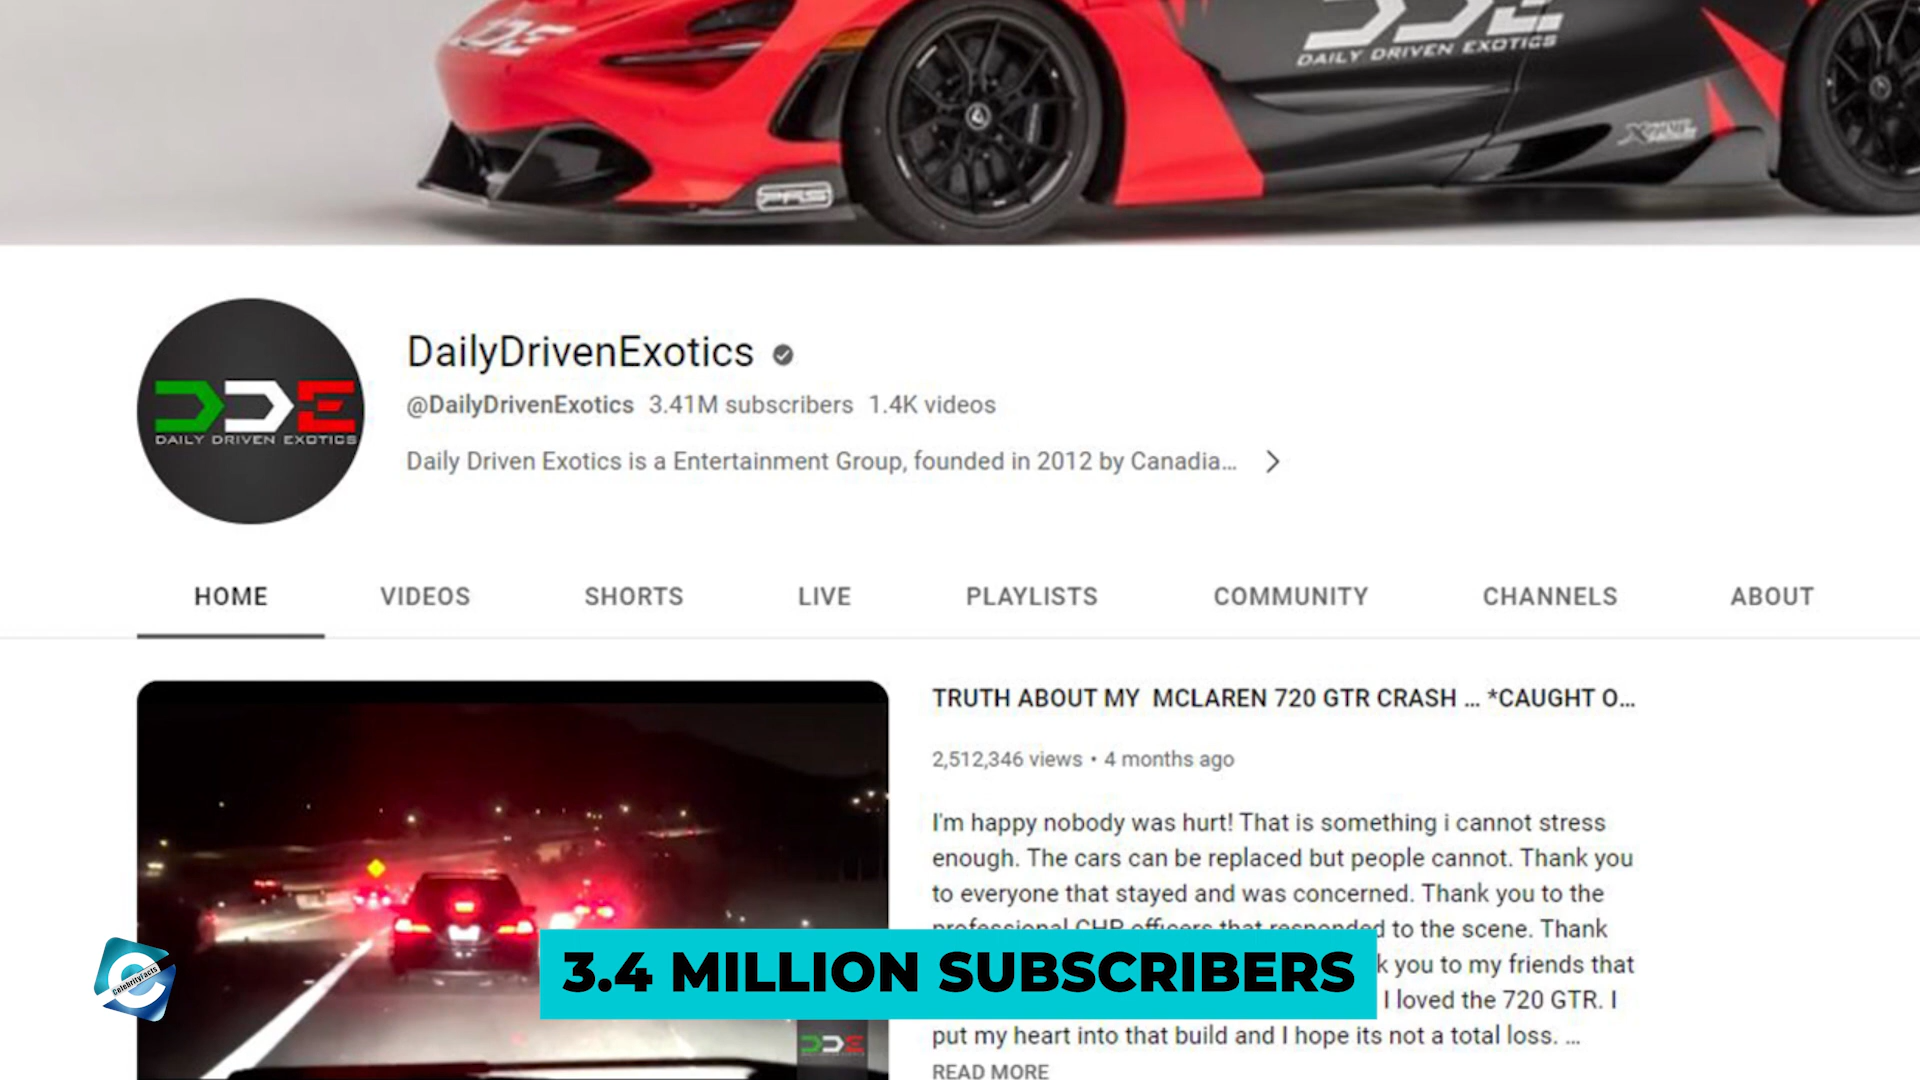 DDE
DDE
DAILY DRIVEN EXOTICS
PRS
DDE
DAILY DRIVEN EXOTICS
DailyDrivenExotics
@DailyDrivenExotics 3.41M subscribers 1.4K videos
Daily Driven Exotics is a Entertainment Group, founded in 2012 by Canadia...
HOME VIDEOS SHORTS LIVE PLAYLISTS COMMUNITY CHANNELS ABOUT
TRUTH ABOUT MY MCLAREN 720 GTR CRASH ... *CAUGHT O...
2,512,346 views • 4 months ago
I'm happy nobody was hurt! That is something i cannot stress
enough. The cars can be replaced but people cannot. Thank you
to everyone that stayed and was concerned. Thank you to the
professional CHP officers that responded to the scene. Thank
k you to my friends that
I loved the 720 GTR. I
put my heart into that build and I hope its not a total loss. ...
READ MORE
3.4 MILLION SUBSCRIBERS
CelebrityFacts
DDE